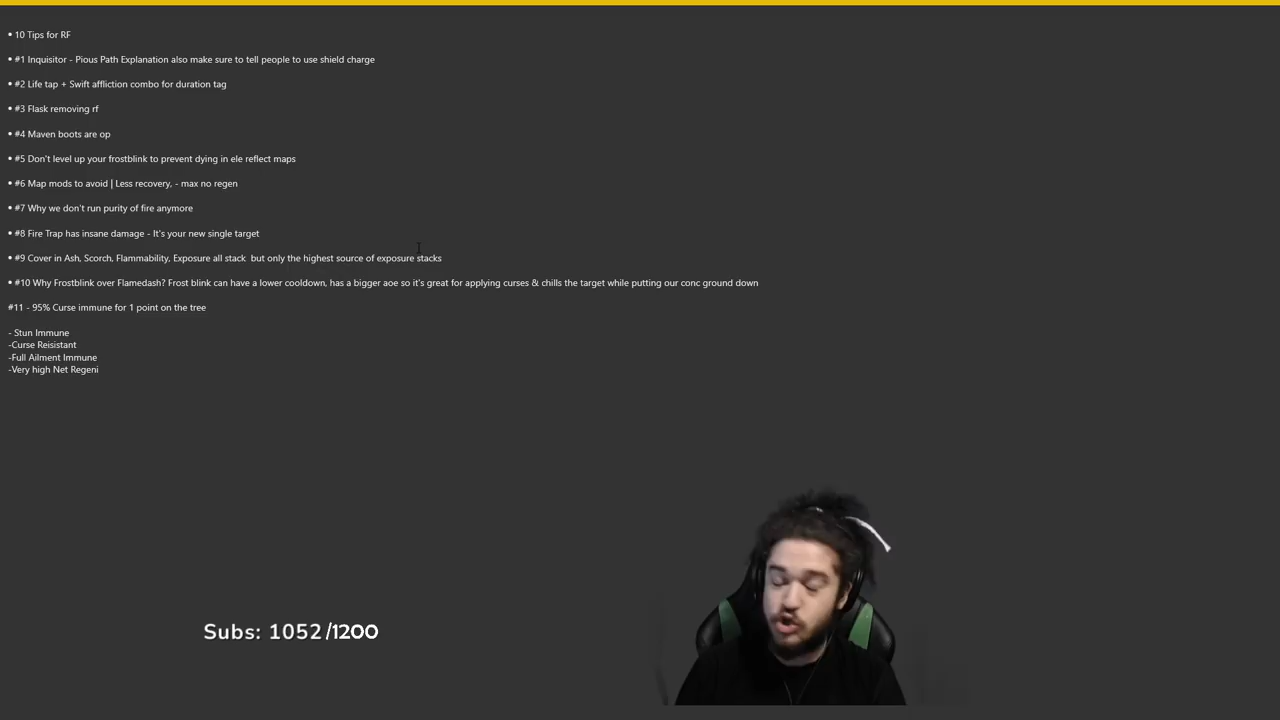 • 10 Tips for RF
• #1 Inquisitor - Pious Path Explanation also make sure to tell people to use shield charge
• #2 Life tap + Swift affliction combo for duration tag
• #3 Flask removing rf
• #4 Maven boots are op
• #5 Don't level up your frostblink to prevent dying in ele reflect maps
• #6 Map mods to avoid | Less recovery, - max no regen
• #7 Why we don't run purity of fire anymore
• #8 Fire Trap has insane damage - It's your new single target
• #9 Cover in Ash, Scorch, Flammability, Exposure all stack  but only the highest source of exposure stacks
• #10 Why Frostblink over Flamedash? Frost blink can have a lower cooldown, has a bigger aoe so it's great for applying curses & chills the target while putting our conc ground down
#11 - 95% Curse immune for 1 point on the tree
- Stun Immune
-Curse Reisistant
-Full Ailment Immune
-Very high Net Regeni
Subs: 1052/1200